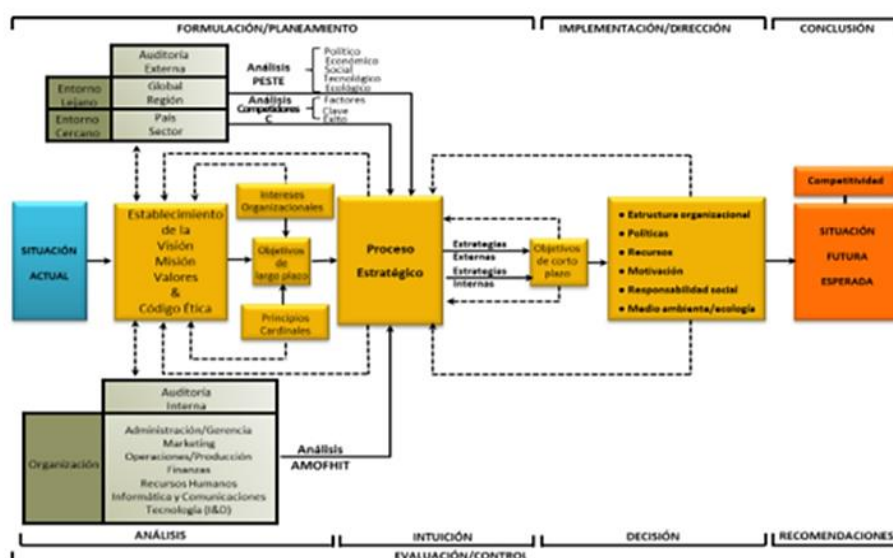 FORMULACIÓN/PLANEAMIENTO
IMPLEMENTACIÓN/DIRECCIÓN
CONCLUSIÓN
Auditoría
Externa
Entorno
Lejano
Global
Región
Entorno
Cercano
País
Sector
Análisis
PESTE
Político
Económico
Social
Tecnológico
Ecológico
Análisis
Competidores
C
Factores
Clave
Éxito
SITUACIÓN
ACTUAL
Establecimiento
de la
Visión
Misión
Valores
&
Código Ética
Intereses
Organizacionales
Objetivos
de
largo plazo
Principios
Cardinales
Proceso
Estratégico
Estrategias
Externas
Estrategias
Internas
Objetivos
de corto
plazo
• Estructura organizacional
• Políticas
• Recursos
• Motivación
• Responsabilidad social
• Medio ambiente/ecología
Competitividad
SITUACIÓN
FUTURA
ESPERADA
Auditoría
Interna
Organización
Administración/Gerencia
Marketing
Operaciones/Producción
Finanzas
Recursos Humanos
Informática y Comunicaciones
Tecnología (I&D)
Análisis
AMOFHIT
ANÁLISIS
INTUICIÓN
DECISIÓN
RECOMENDACIONES
EVALUACIÓN/CONTROL